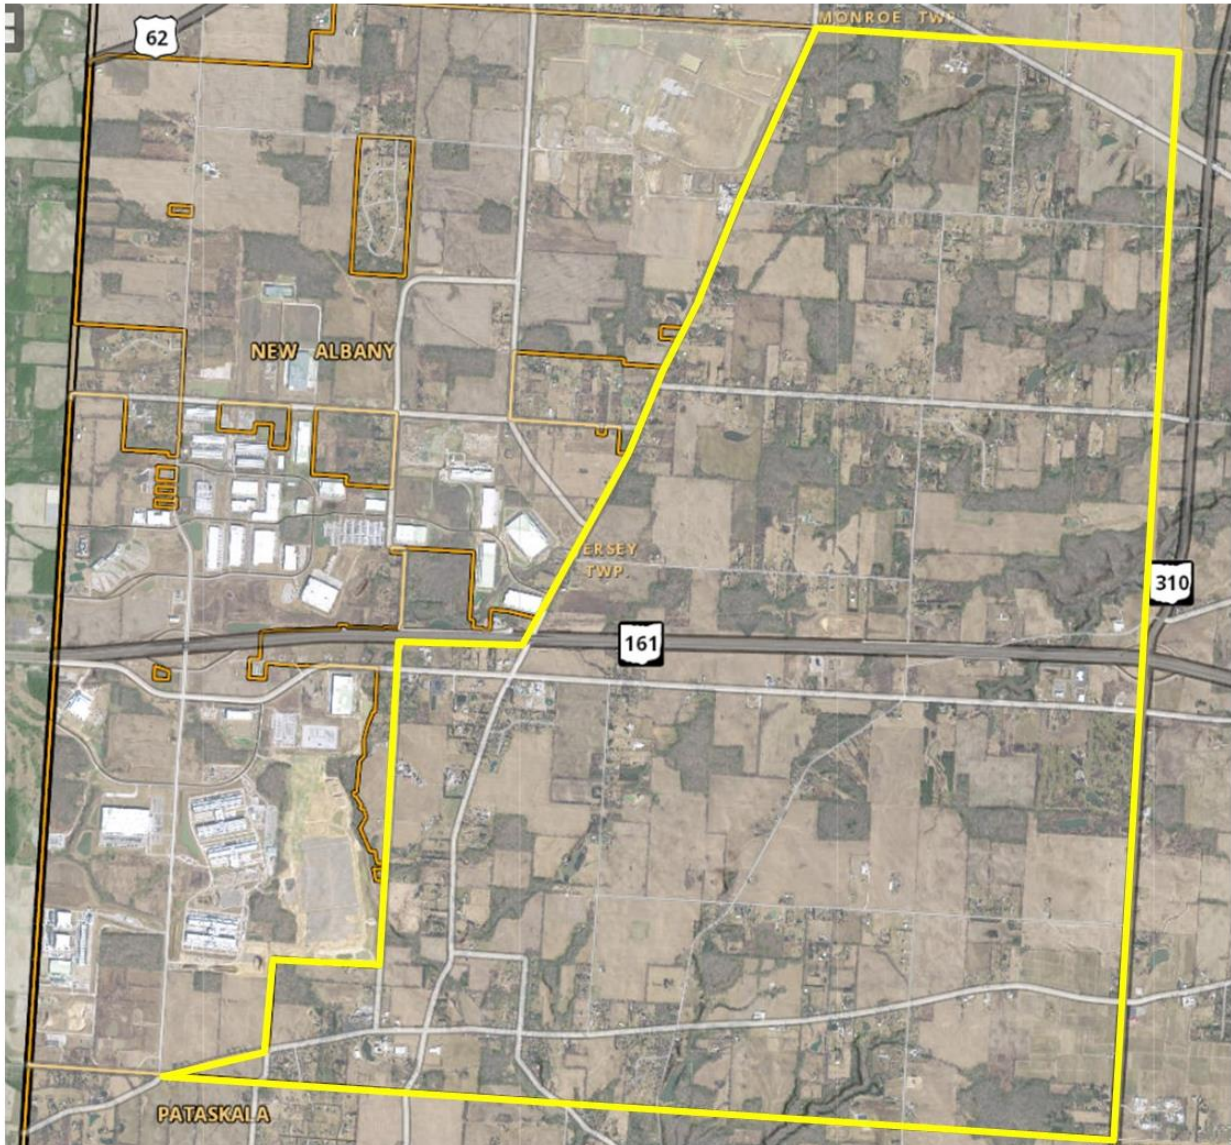 MONROE TWP
62
NEW ALBANY
ERSEY
TWP.
310
161
PATASKALA